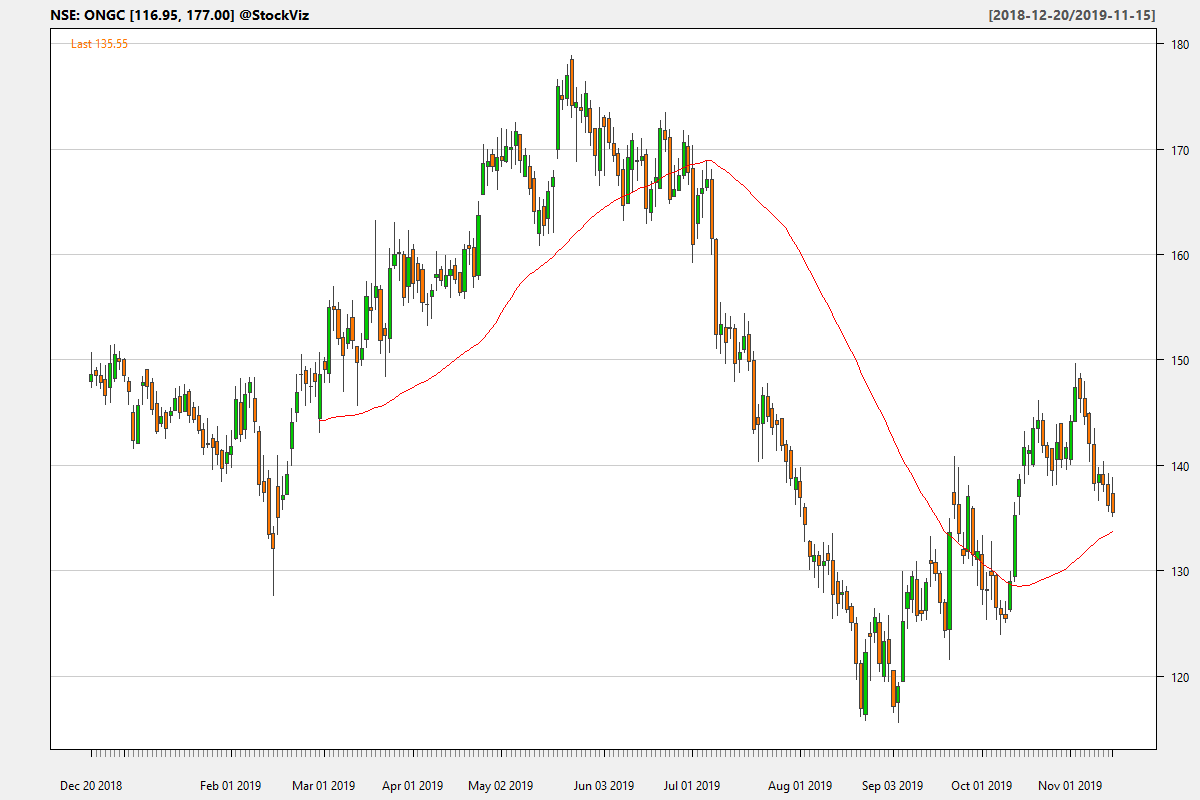 NSE: ONGC [116.95, 177.00] @StockViz
[2018-12-20/2019-11-15]
Last 135.55
180
170
160
150
140
130
120
Dec 20 2018
Feb 01 2019
Mar 01 2019
Apr 01 2019
May 02 2019
Jun 03 2019
Jul 01 2019
Aug 01 2019
Sep 03 2019
Oct 01 2019
Nov 01 2019